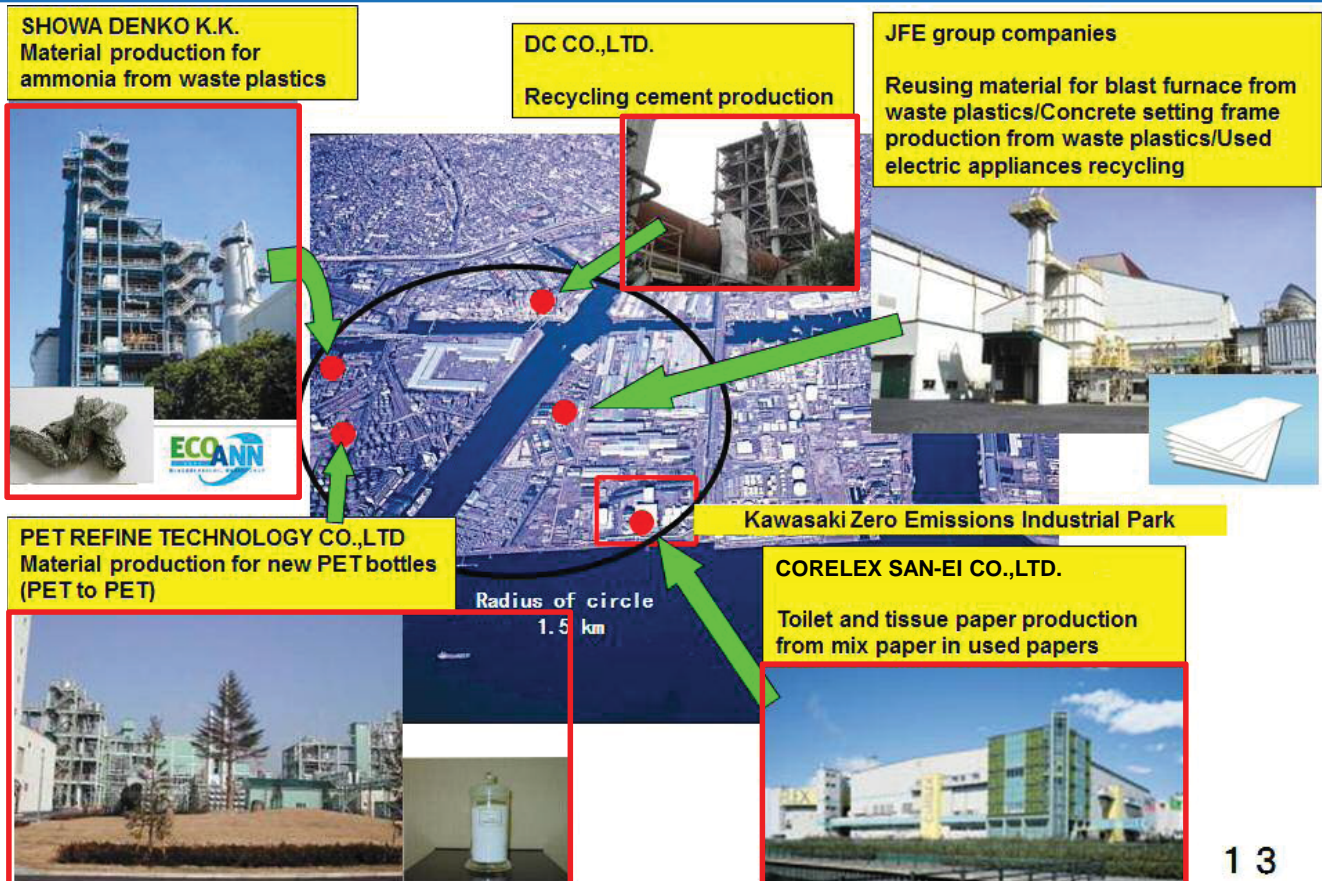 SHOWA DENKO K.K.
Material production for
ammonia from waste plastics
DC CO.,LTD.
Recycling cement production
JFE group companies
Reusing material for blast furnace from
waste plastics/Concrete setting frame
production from waste plastics/Used
electric appliances recycling
ECOANN
PET REFINE TECHNOLOGY CO.,LTD
Material production for new PET bottles
(PET to PET)
Kawasaki Zero Emissions Industrial Park
Radius of circle
1.5 km
CORELEX SAN-EI CO.,LTD.
Toilet and tissue paper production
from mix paper in used papers
13